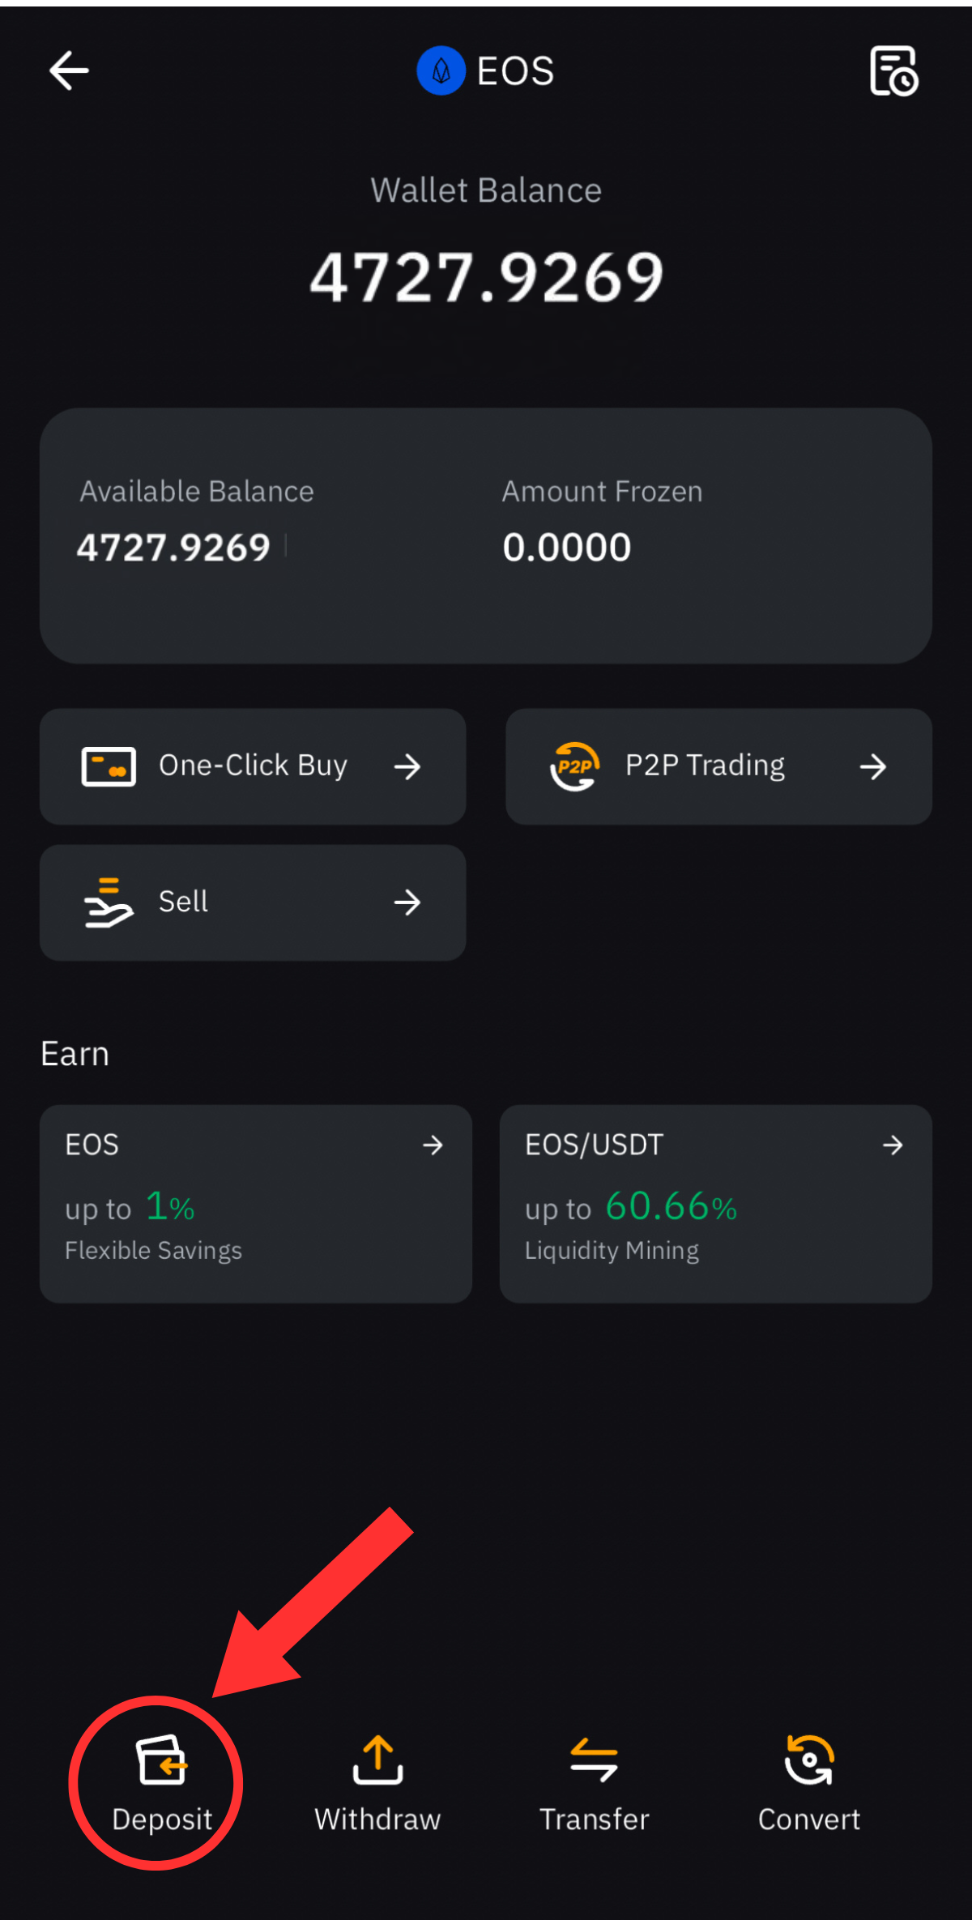 EOS
Wallet Balance
4727.9269
Available Balance
Amount Frozen
4727.9269
0.0000
One-Click Buy
P2P
P2P Trading
Sell
Earn
EOS
EOS/USDT
up to 1%
up to 60.66%
Flexible Savings
Liquidity Mining
Deposit
Withdraw
Transfer
Convert